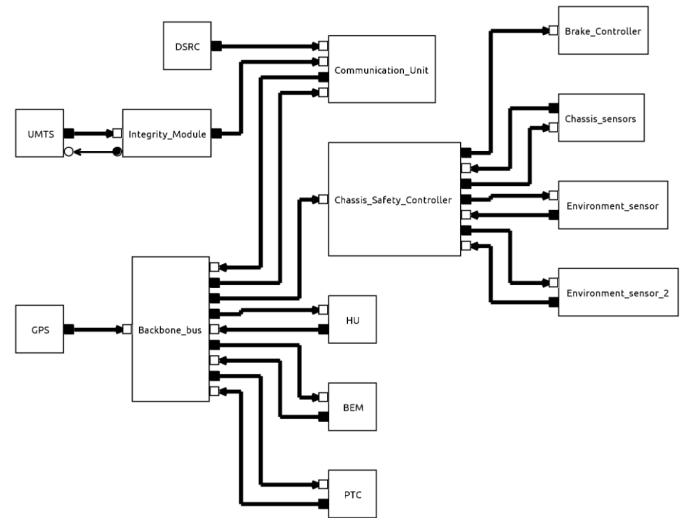 DSRC
Communication_Unit
Brake_Controller
Chassis_sensors
UMTS
Integrity_Module
Chassis_Safety_Controller
Environment_sensor
Environment_sensor_2
GPS
Backbone_bus
HU
BEM
PTC